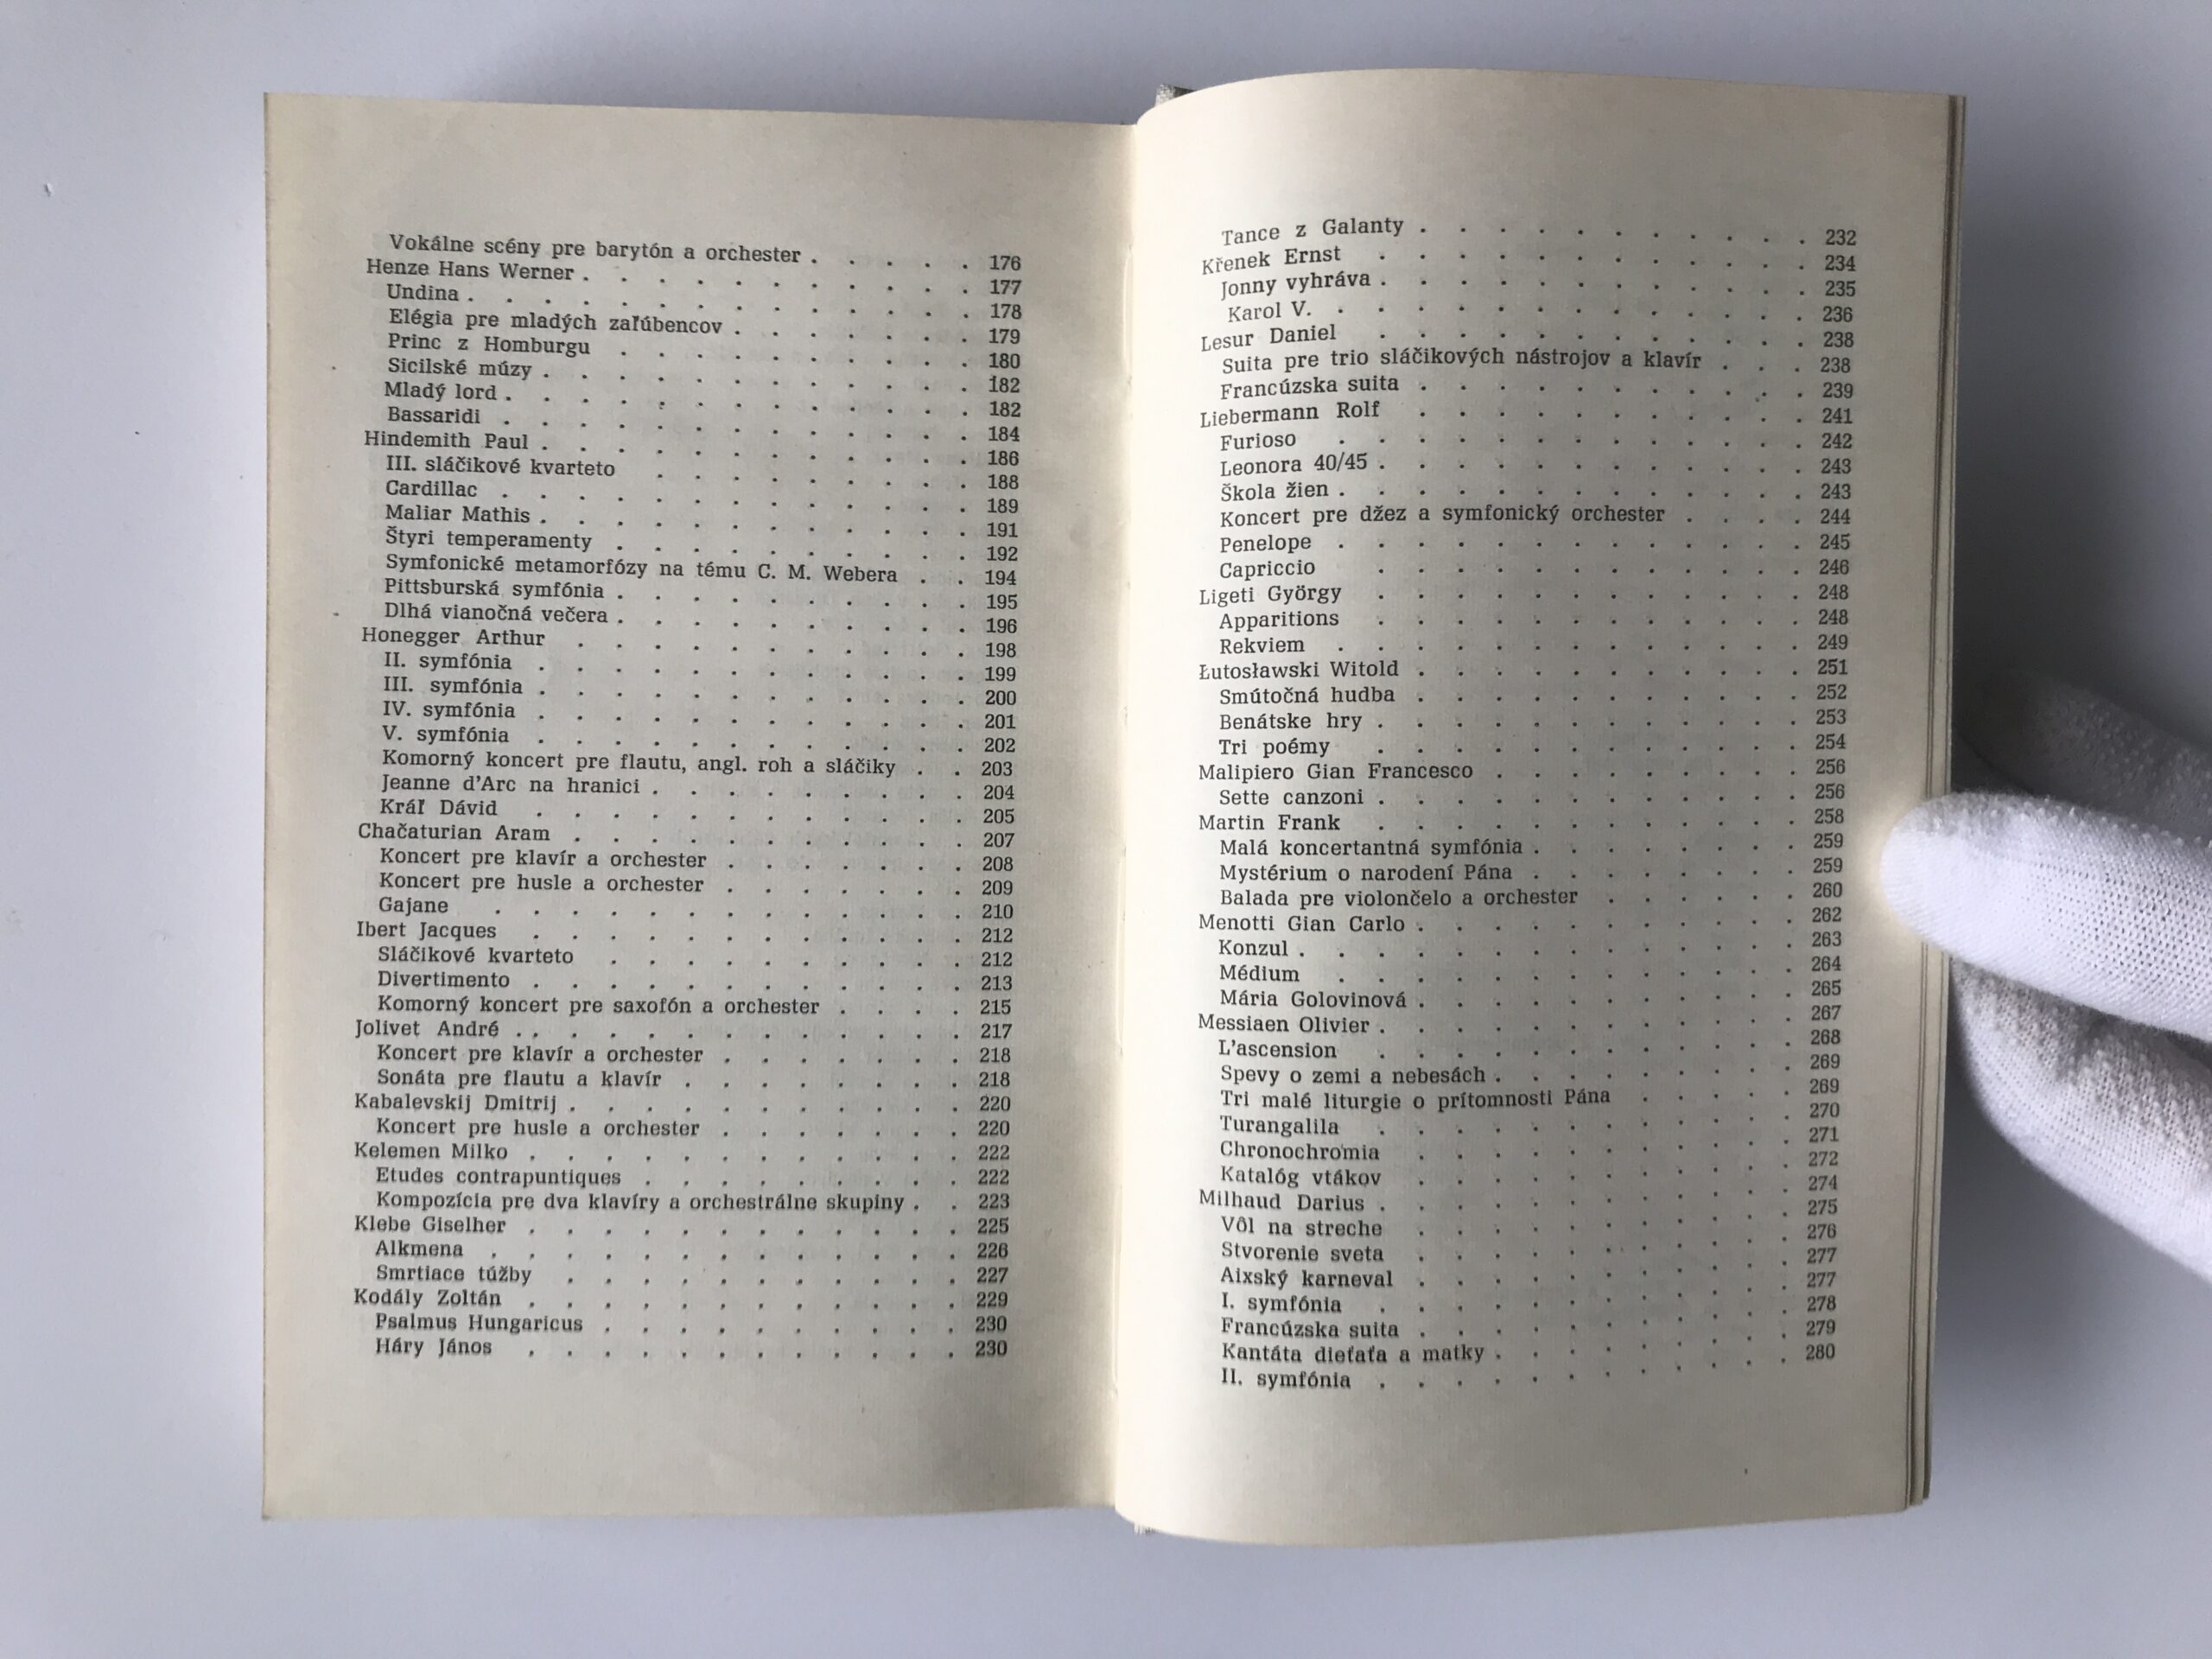 Vokálne scény pre barytón a orchester . . . . . 176
Henze Hans Werner . . . . . . . . . . . 177
Undina . . . . . . . . . . . . . . 178
Elégia pre mladých zaľúbencov . . . . . . . 179
Princ z Homburgu . . . . . . . . . . 180
Sicilské múzy . . . . . . . . . . . . 182
Mladý lord . . . . . . . . . . . . . 182
Bassaridi . . . . . . . . . . . . . 184
Hindemith Paul . . . . . . . . . . . . 186
III. sláčikové kvarteto . . . . . . . . . 188
Cardillac . . . . . . . . . . . . . 189
Maliar Mathis . . . . . . . . . . . . 191
Štyri temperamenty . . . . . . . . . . 192
Symfonické metamorfózy na tému C. M. Webera . . 194
Pittsburská symfónia . . . . . . . . . . 195
Dlhá vianočná večera . . . . . . . . . . 196
Honegger Arthur . . . . . . . . . . . 198
II. symfónia . . . . . . . . . . . . 199
III. symfónia . . . . . . . . . . . . 200
IV. symfónia . . . . . . . . . . . . 201
V. symfónia . . . . . . . . . . . . 202
Komorný koncert pre flautu, angl. roh a sláčiky . . 203
Jeanne d'Arc na hranici . . . . . . . . . 204
Kráľ Dávid . . . . . . . . . . . . 205
Chačaturian Aram . . . . . . . . . . . 207
Koncert pre klavír a orchester . . . . . . . 208
Koncert pre husle a orchester . . . . . . . 209
Gajane . . . . . . . . . . . . . 210
Ibert Jacques . . . . . . . . . . . . 212
Sláčikové kvarteto . . . . . . . . . . 212
Divertimento . . . . . . . . . . . . 213
Komorný koncert pre saxofón a orchester . . . . 215
Jolivet André . . . . . . . . . . . . . 217
Koncert pre klavír a orchester . . . . . . . 218
Sonáta pre flautu a klavír . . . . . . . . 218
Kabalevskij Dmitrij . . . . . . . . . . . 220
Koncert pre husle a orchester . . . . . . . 220
Kelemen Milko . . . . . . . . . . . . 222
Etudes contrapuntiques . . . . . . . . . 222
Kompozícia pre dva klavíry a orchestrálne skupiny . . 223
Klebe Giselher . . . . . . . . . . . . 225
Alkmena . . . . . . . . . . . . . 226
Smrtiace túžby . . . . . . . . . . . 227
Kodály Zoltán . . . . . . . . . . . . 229
Psalmus Hungaricus . . . . . . . . . . 230
Háry János . . . . . . . . . . . . 230
Tance z Galanty . . . . . . . . . . . 232
Křenek Ernst . . . . . . . . . . . . 234
Jonny vyhráva . . . . . . . . . . . . 235
Karol V. . . . . . . . . . . . . . 236
Lesur Daniel . . . . . . . . . . . . 238
Suita pre trio sláčikových nástrojov a klavír . . . 238
Francúzska suita . . . . . . . . . . . 239
Liebermann Rolf . . . . . . . . . . . 241
Furioso . . . . . . . . . . . . . 242
Leonora 40/45 . . . . . . . . . . . . 243
Škola žien . . . . . . . . . . . . . 243
Koncert pre džez a symfonický orchester . . . . 244
Penelope . . . . . . . . . . . . . 245
Capriccio . . . . . . . . . . . . 246
Ligeti György . . . . . . . . . . . . 248
Apparitions . . . . . . . . . . . . 248
Rekviem . . . . . . . . . . . . . 249
Łutosławski Witold . . . . . . . . . . . 251
Smútočná hudba . . . . . . . . . . . 252
Benátske hry . . . . . . . . . . . . 253
Tri poémy . . . . . . . . . . . . 254
Malipiero Gian Francesco . . . . . . . . . 256
Sette canzoni . . . . . . . . . . . . 256
Martin Frank . . . . . . . . . . . . 258
Malá koncertantná symfónia . . . . . . . . 259
Mystérium o narodení Pána . . . . . . . . 259
Balada pre violončelo a orchester . . . . . . 260
Menotti Gian Carlo . . . . . . . . . . . 262
Konzul . . . . . . . . . . . . . . 263
Médium . . . . . . . . . . . . . 264
Mária Golovinová . . . . . . . . . . . 265
Messiaen Olivier . . . . . . . . . . . . 267
L'ascension . . . . . . . . . . . . 268
Spevy o zemi a nebesách . . . . . . . . . 269
Tri malé liturgie o prítomnosti Pána . . . . . 269
Turangalila . . . . . . . . . . . . 270
Chronochromia . . . . . . . . . . . 271
Katalóg vtákov . . . . . . . . . . . 272
Milhaud Darius . . . . . . . . . . . . 274
Vôl na streche . . . . . . . . . . . 275
Stvorenie sveta . . . . . . . . . . . 276
Aixský karneval . . . . . . . . . . . 277
I. symfónia . . . . . . . . . . . . 277
Francúzska suita . . . . . . . . . . . 278
Kantáta dieťaťa a matky . . . . . . . . . 279
II. symfónia . . . . . . . . . . . . 280